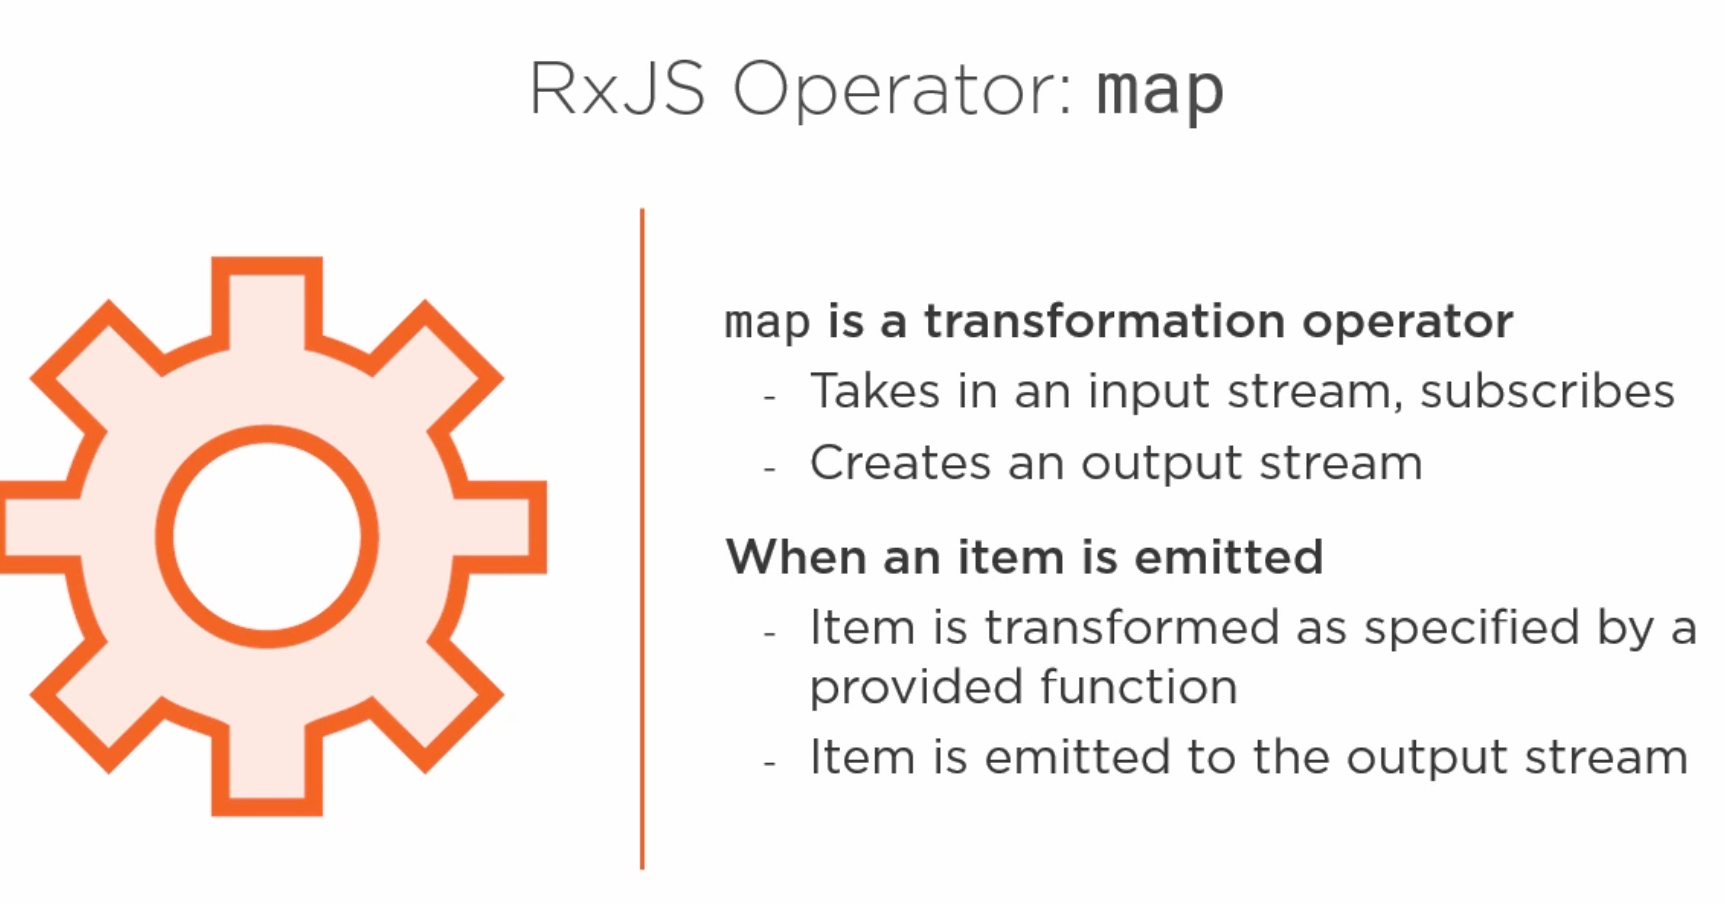 RxJS Operator: map
map is a transformation operator
- Takes in an input stream, subscribes
- Creates an output stream
When an item is emitted
- Item is transformed as specified by a
provided function
- Item is emitted to the output stream